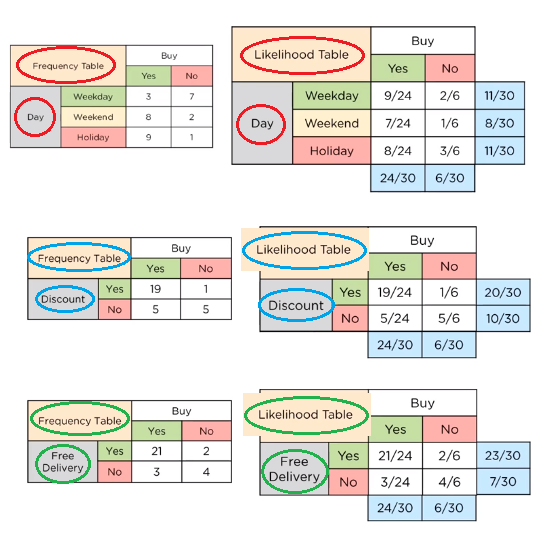 Frequency Table Buy
Yes No
Day Weekday 3 7
Weekend 8 2
Holiday 9 1
Likelihood Table Buy
Yes No
Day Weekday 9/24 2/6 11/30
Weekend 7/24 1/6 8/30
Holiday 8/24 3/6 11/30
24/30 6/30
Frequency Table Buy
Yes No
Discount Yes 19 1
No 5 5
Likelihood Table Buy
Yes No
Discount Yes 19/24 1/6 20/30
No 5/24 5/6 10/30
24/30 6/30
Frequency Table Buy
Yes No
Free Delivery Yes 21 2
No 3 4
Likelihood Table Buy
Yes No
Free Delivery Yes 21/24 2/6 23/30
No 3/24 4/6 7/30
24/30 6/30